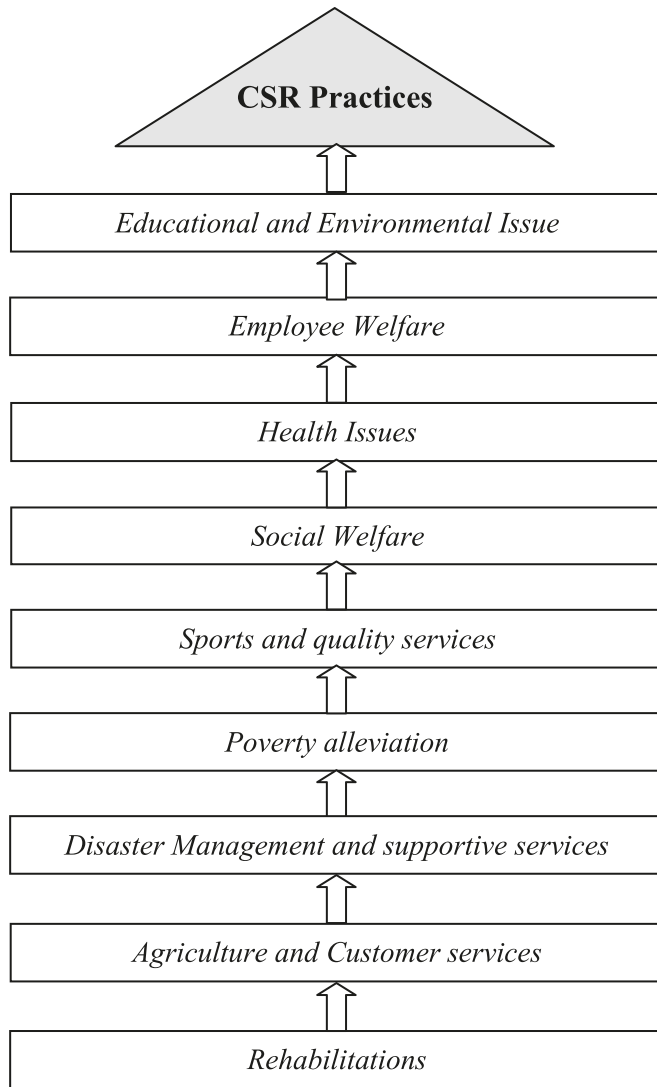 CSR Practices
Educational and Environmental Issue
Employee Welfare
Health Issues
Social Welfare
Sports and quality services
Poverty alleviation
Disaster Management and supportive services
Agriculture and Customer services
Rehabilitations